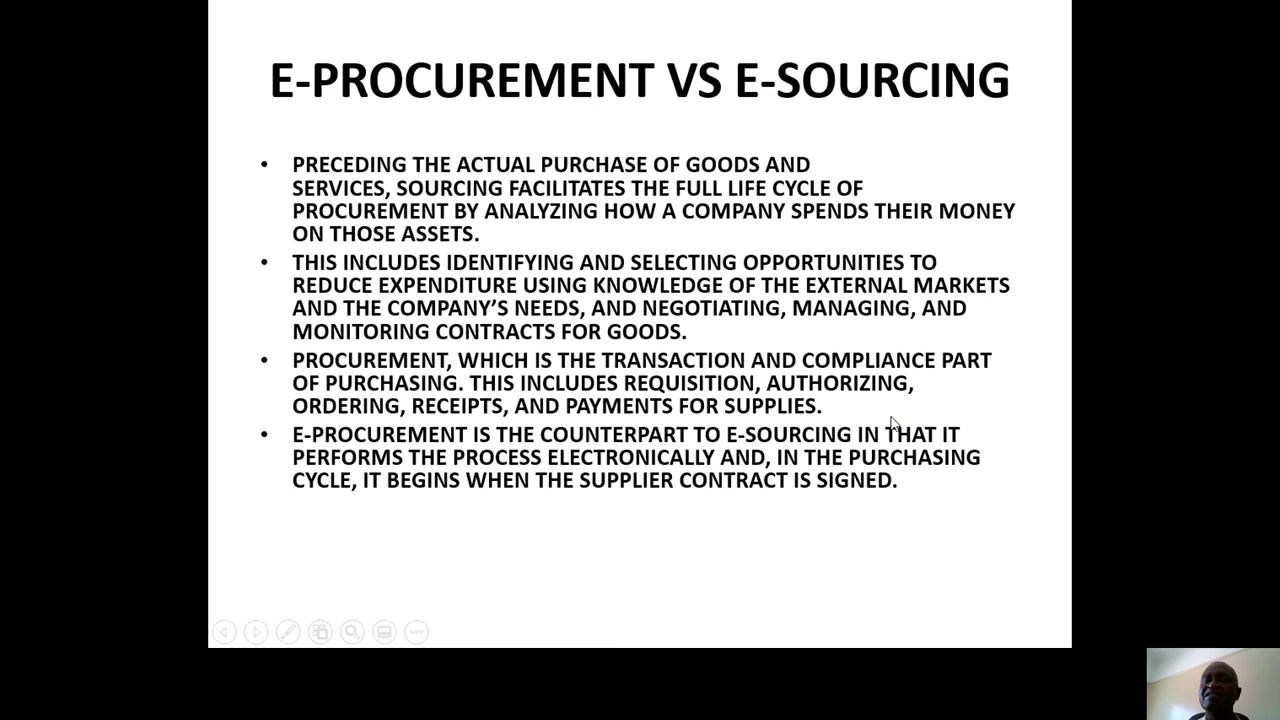 E-PROCUREMENT VS E-SOURCING
• PRECEDING THE ACTUAL PURCHASE OF GOODS AND
SERVICES, SOURCING FACILITATES THE FULL LIFE CYCLE OF
PROCUREMENT BY ANALYZING HOW A COMPANY SPENDS THEIR MONEY
ON THOSE ASSETS.
• THIS INCLUDES IDENTIFYING AND SELECTING OPPORTUNITIES TO
REDUCE EXPENDITURE USING KNOWLEDGE OF THE EXTERNAL MARKETS
AND THE COMPANY’S NEEDS, AND NEGOTIATING, MANAGING, AND
MONITORING CONTRACTS FOR GOODS.
• PROCUREMENT, WHICH IS THE TRANSACTION AND COMPLIANCE PART
OF PURCHASING. THIS INCLUDES REQUISITION, AUTHORIZING,
ORDERING, RECEIPTS, AND PAYMENTS FOR SUPPLIES.
• E-PROCUREMENT IS THE COUNTERPART TO E-SOURCING IN THAT IT
PERFORMS THE PROCESS ELECTRONICALLY AND, IN THE PURCHASING
CYCLE, IT BEGINS WHEN THE SUPPLIER CONTRACT IS SIGNED.